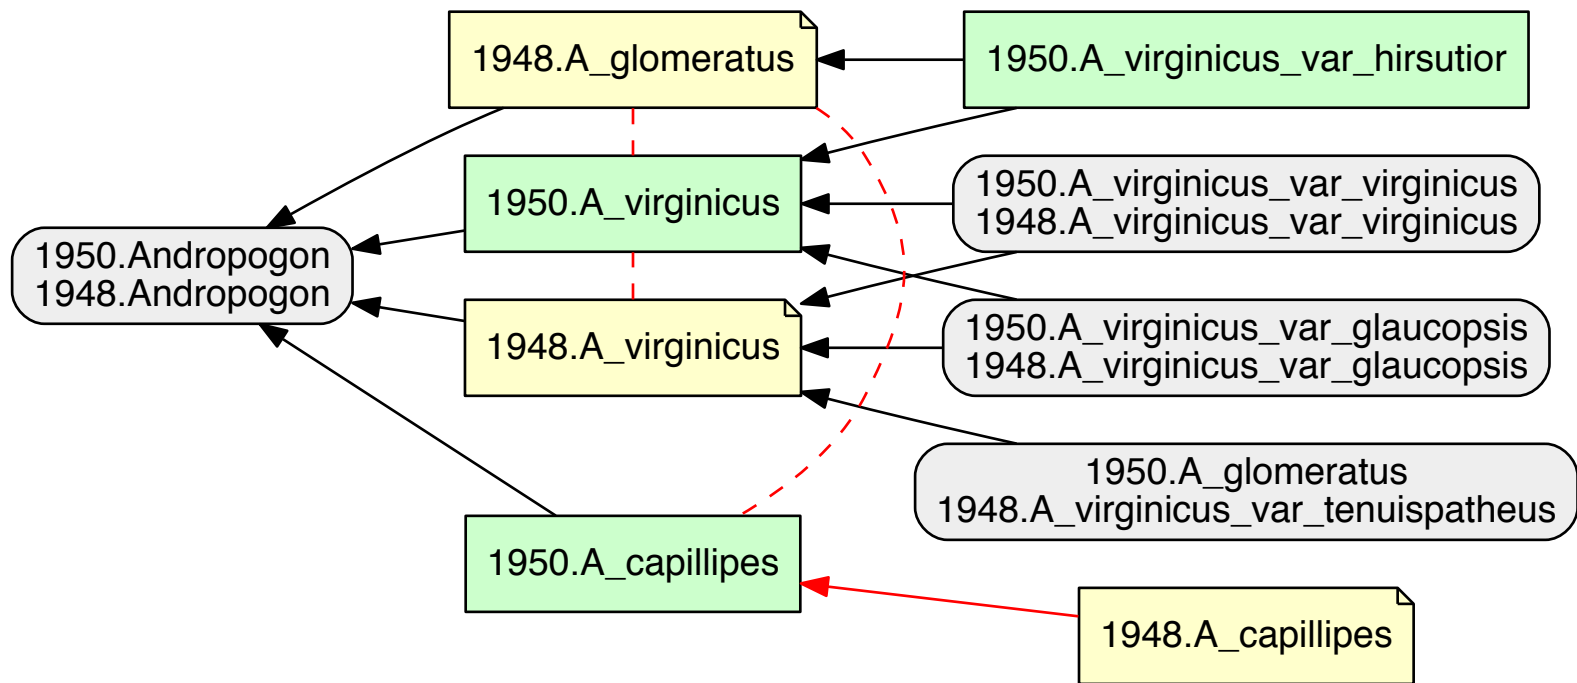 1948.A_glomeratus
1950.A_virginicus_var_hirsutior
1950.A_virginicus
1950.A_virginicus_var_virginicus
1948.A_virginicus_var_virginicus
1950.Andropogon
1948.Andropogon
1948.A_virginicus
1950.A_virginicus_var_glaucopsis
1948.A_virginicus_var_glaucopsis
1950.A_glomeratus
1948.A_virginicus_var_tenuispatheus
1950.A_capillipes
1948.A_capillipes